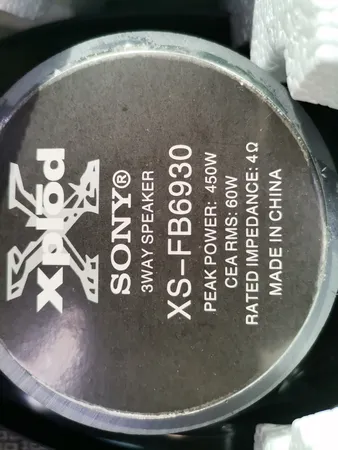 xplod
SONY®
3WAY SPEAKER
XS-FB6930
PEAK POWER: 450W
CEA RMS: 60W
RATED IMPEDANCE: 4Ω
MADE IN CHINA